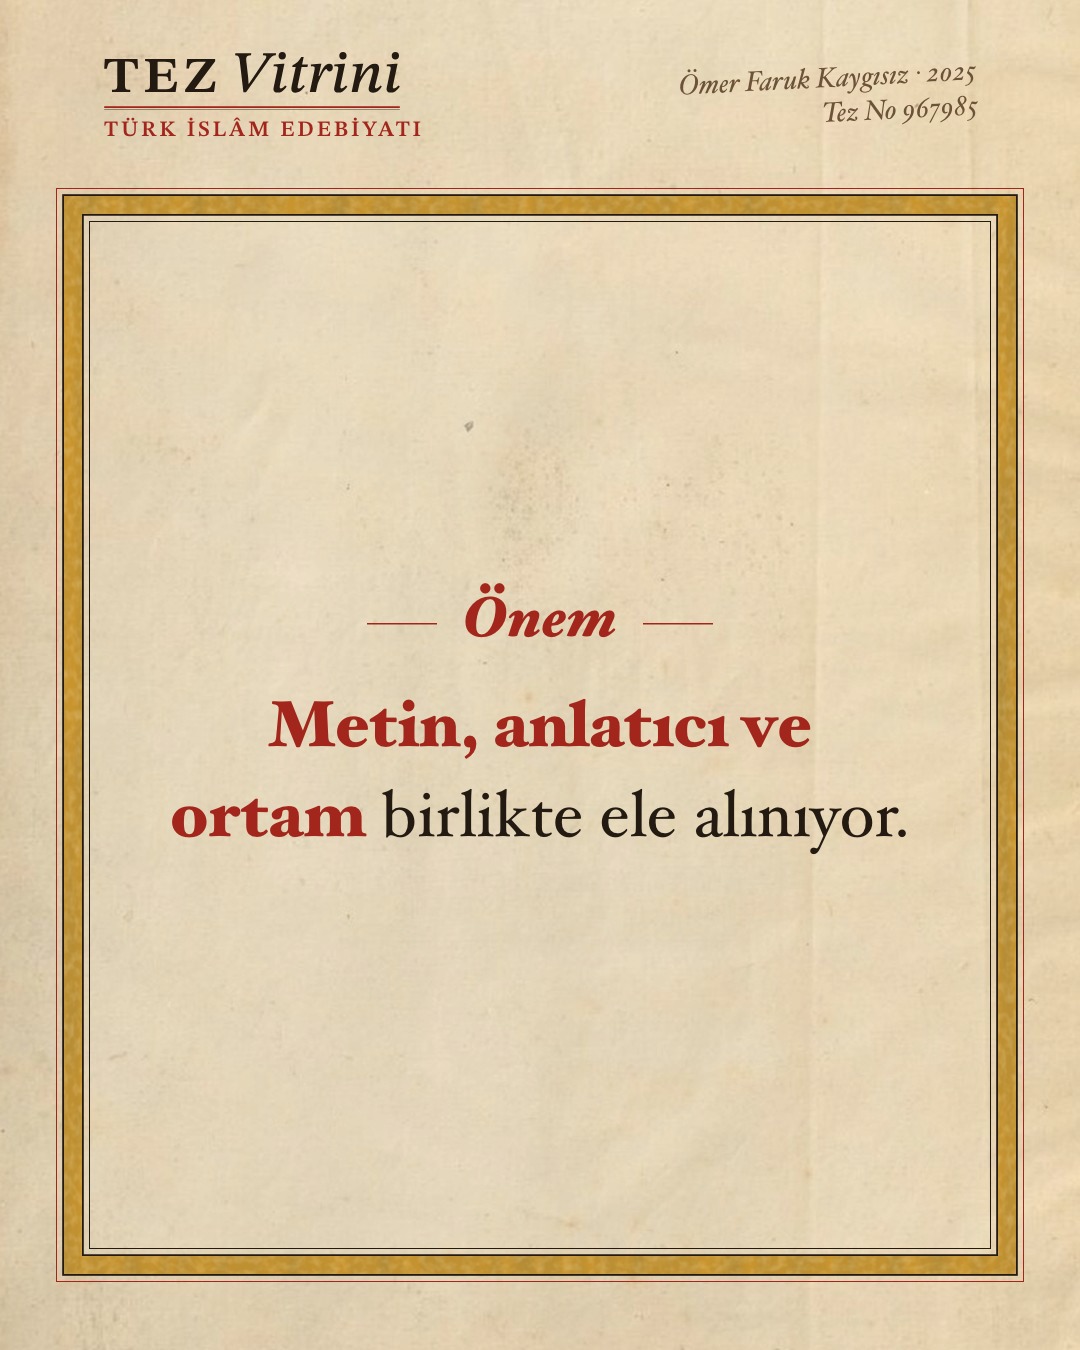 TEZ Vitrini
TÜRK İSLÂM EDEBİYATI
Ömer Faruk Kaygısız · 2025
Tez No 967985
Önem
Metin, anlatıcı ve
ortam birlikte ele alınıyor.